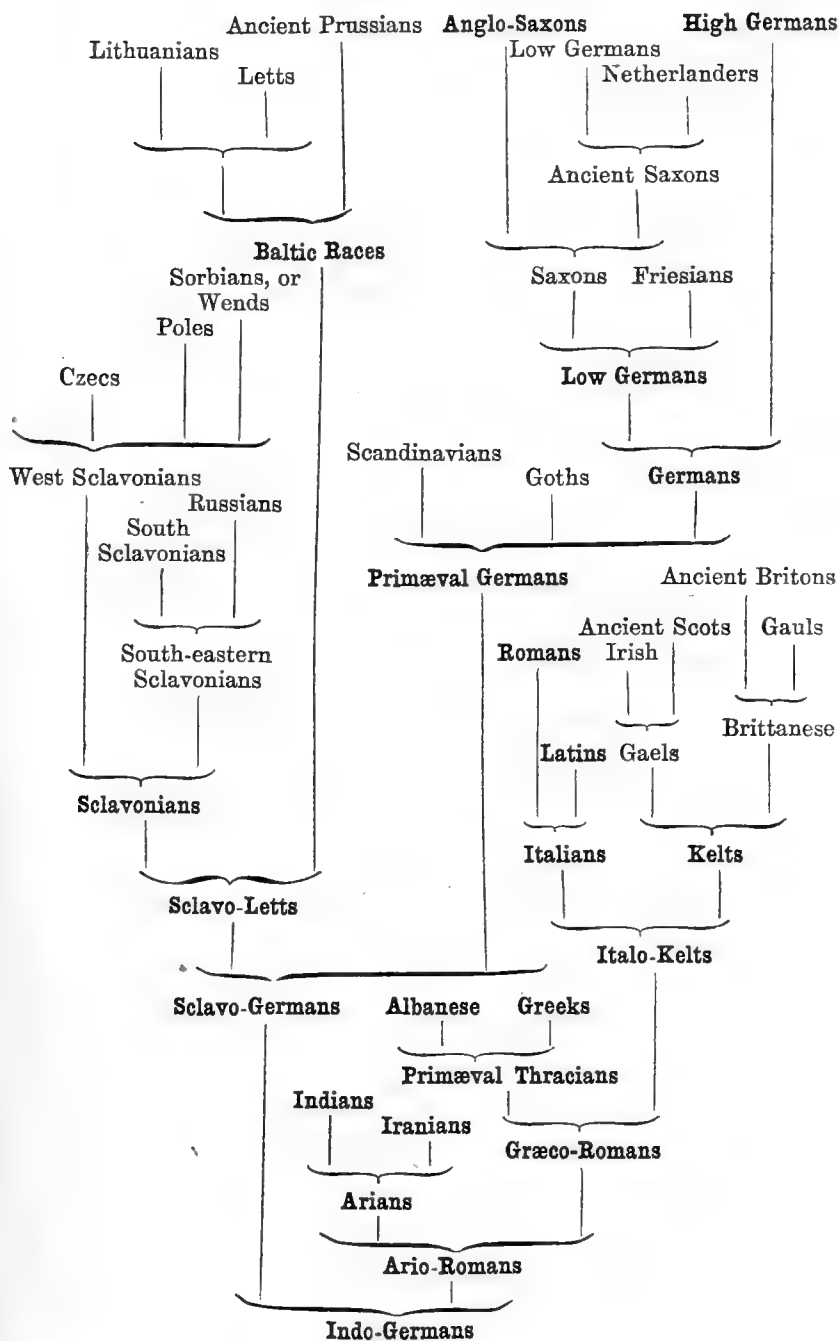 Ancient Prussians
Anglo-Saxons
High Germans
Lithuanians
Low Germans
Letts
Netherlanders
Ancient Saxons
Baltic Races
Sorbians, or
Wends
Saxons
Friesians
Poles
Czecs
Low Germans
West Sclavonians
Scandinavians
Goths
Germans
Russians
South
Sclavonians
Primæval Germans
Ancient Britons
South-eastern
Sclavonians
Romans
Ancient Scots
Irish
Gauls
Latins
Gaels
Brittanese
Sclavonians
Italians
Kelts
Sclavo-Letts
Italo-Kelts
Sclavo-Germans
Albanese
Greeks
Primæval Thracians
Indians
Iranians
Græco-Romans
Arians
Ario-Romans
Indo-Germans